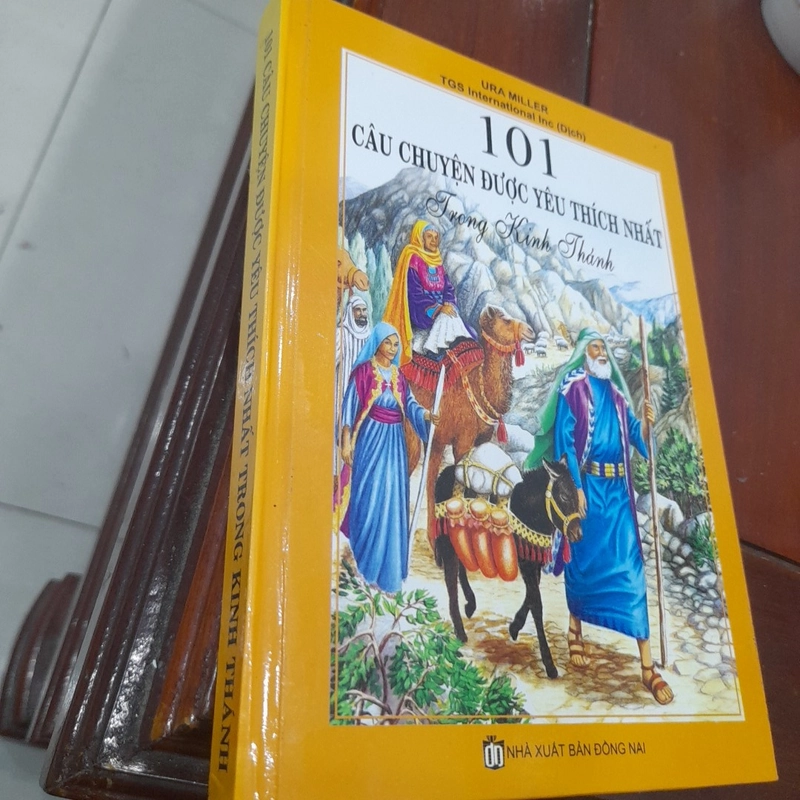 URA MILLER
TGS International Inc (Dịch)
101
CÂU CHUYỆN ĐƯỢC YÊU THÍCH NHẤT
Trong Kinh Thánh
NHÀ XUẤT BẢN ĐỒNG NAI
101 CÂU CHUYỆN ĐƯỢC YÊU THÍCH NHẤT TRONG KINH THÁNH